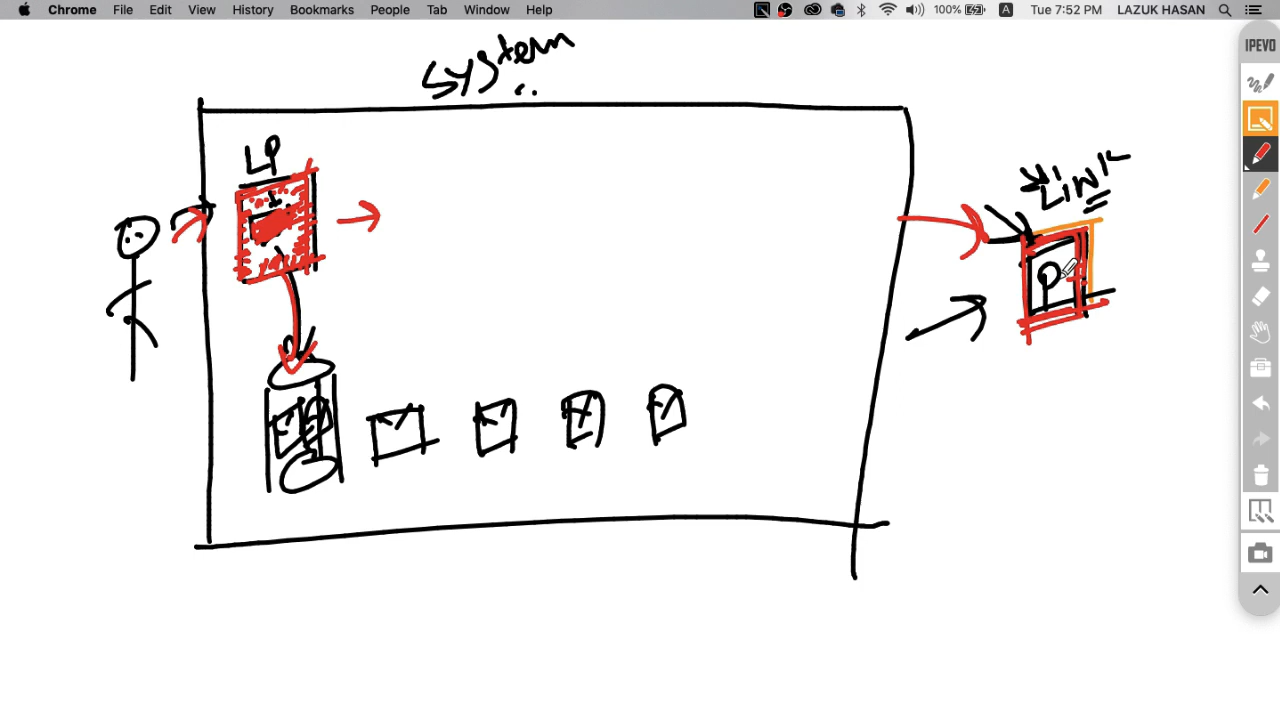 Chrome File Edit View History Bookmarks People Tab Window Help 100% A Tue 7:52 PM LAZUK HASAN
IPEVO
system
LP
Link
P